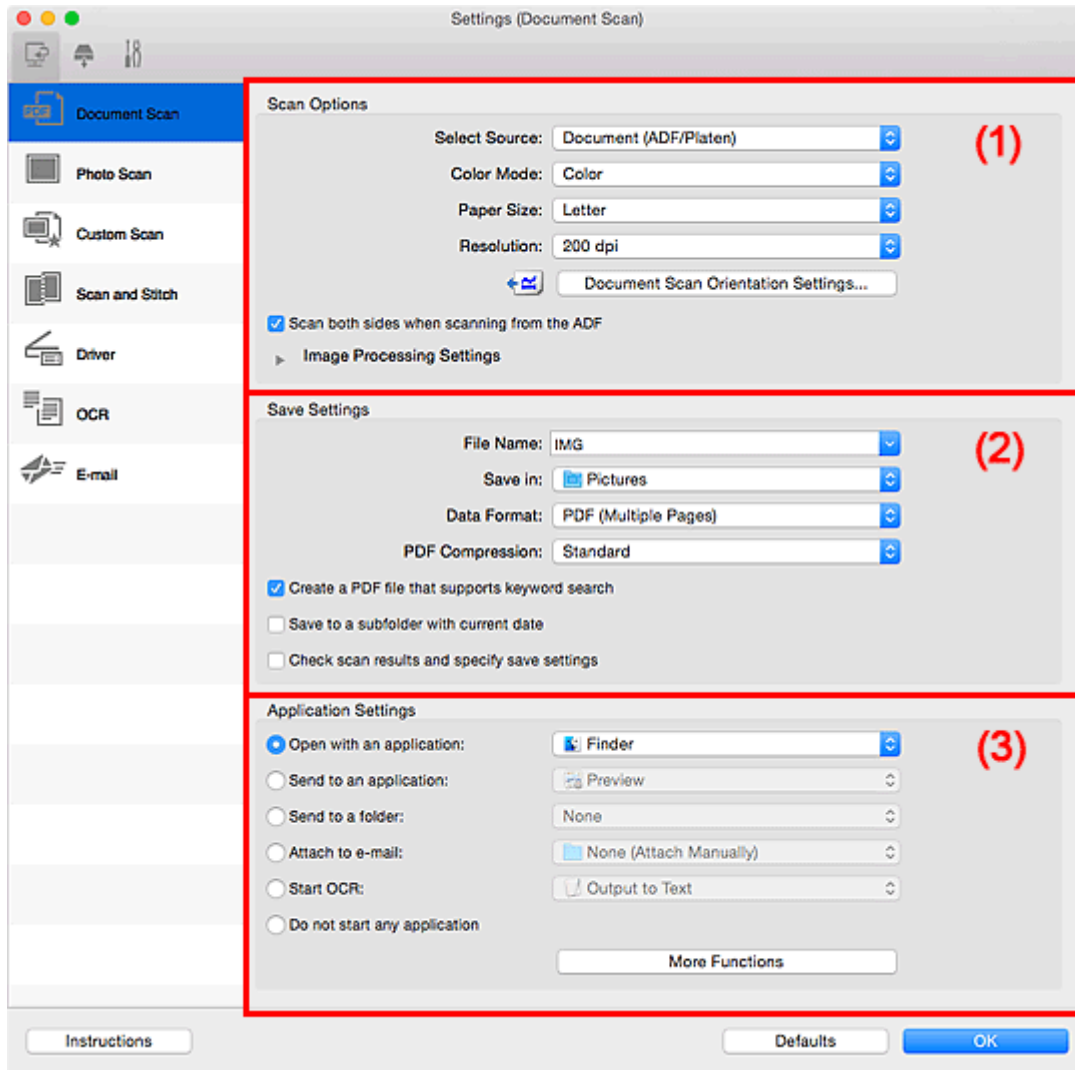 Settings (Document Scan)
Document Scan
Photo Scan
Custom Scan
Scan and Stitch
Driver
OCR
E-mail
Scan Options
(1)
Select Source: Document (ADF/Platen)
Color Mode: Color
Paper Size: Letter
Resolution: 200 dpi
Document Scan Orientation Settings...
Scan both sides when scanning from the ADF
Image Processing Settings
Save Settings
(2)
File Name: IMG
Save in: Pictures
Data Format: PDF (Multiple Pages)
PDF Compression: Standard
Create a PDF file that supports keyword search
Save to a subfolder with current date
Check scan results and specify save settings
Application Settings
(3)
Open with an application: Finder
Send to an application: Preview
Send to a folder: None
Attach to e-mail: None (Attach Manually)
Start OCR: Output to Text
Do not start any application
More Functions
Instructions
Defaults
OK